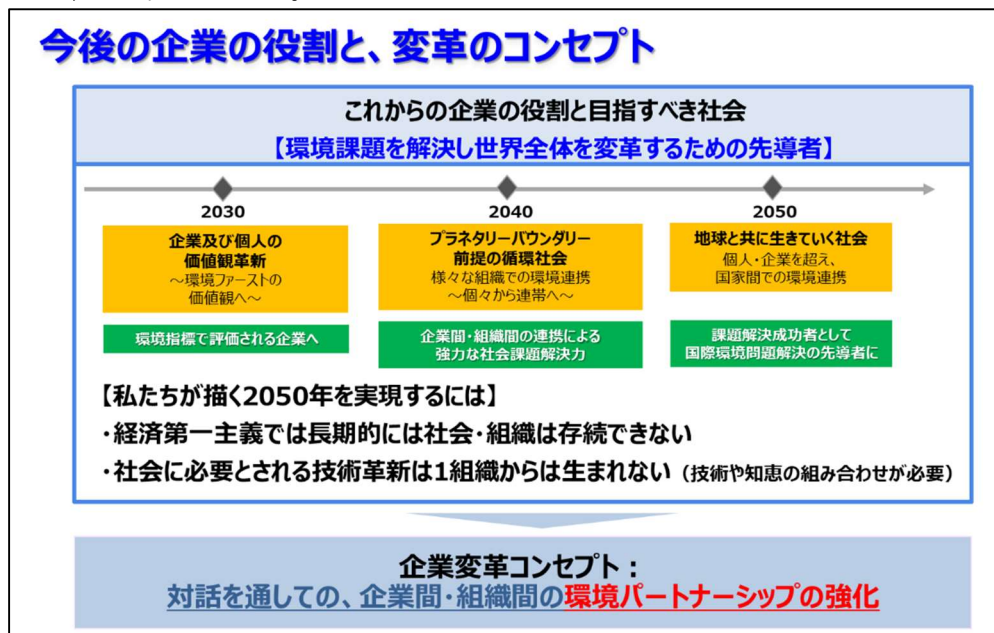 今後の企業の役割と、変革のコンセプト
これからの企業の役割と目指すべき社会
【環境課題を解決し世界全体を変革するための先導者】
2030
2040
2050
企業及び個人の
価値観革新
～環境ファーストの
価値観へ～
プラネタリーバウンダリー
前提の循環社会
様々な組織での環境連携
～個々から連帯へ～
地球と共に生きていく社会
個人・企業を超え、
国家間での環境連携
環境指標で評価される企業へ
企業間・組織間の連携による
強力な社会課題解決力
課題解決成功者として
国際環境問題解決の先導者に
【私たちが描く2050年を実現するには】
・経済第一主義では長期的には社会・組織は存続できない
・社会に必要とされる技術革新は1組織からは生まれない（技術や知恵の組み合わせが必要）
企業変革コンセプト：
対話を通しての、企業間・組織間の環境パートナーシップの強化